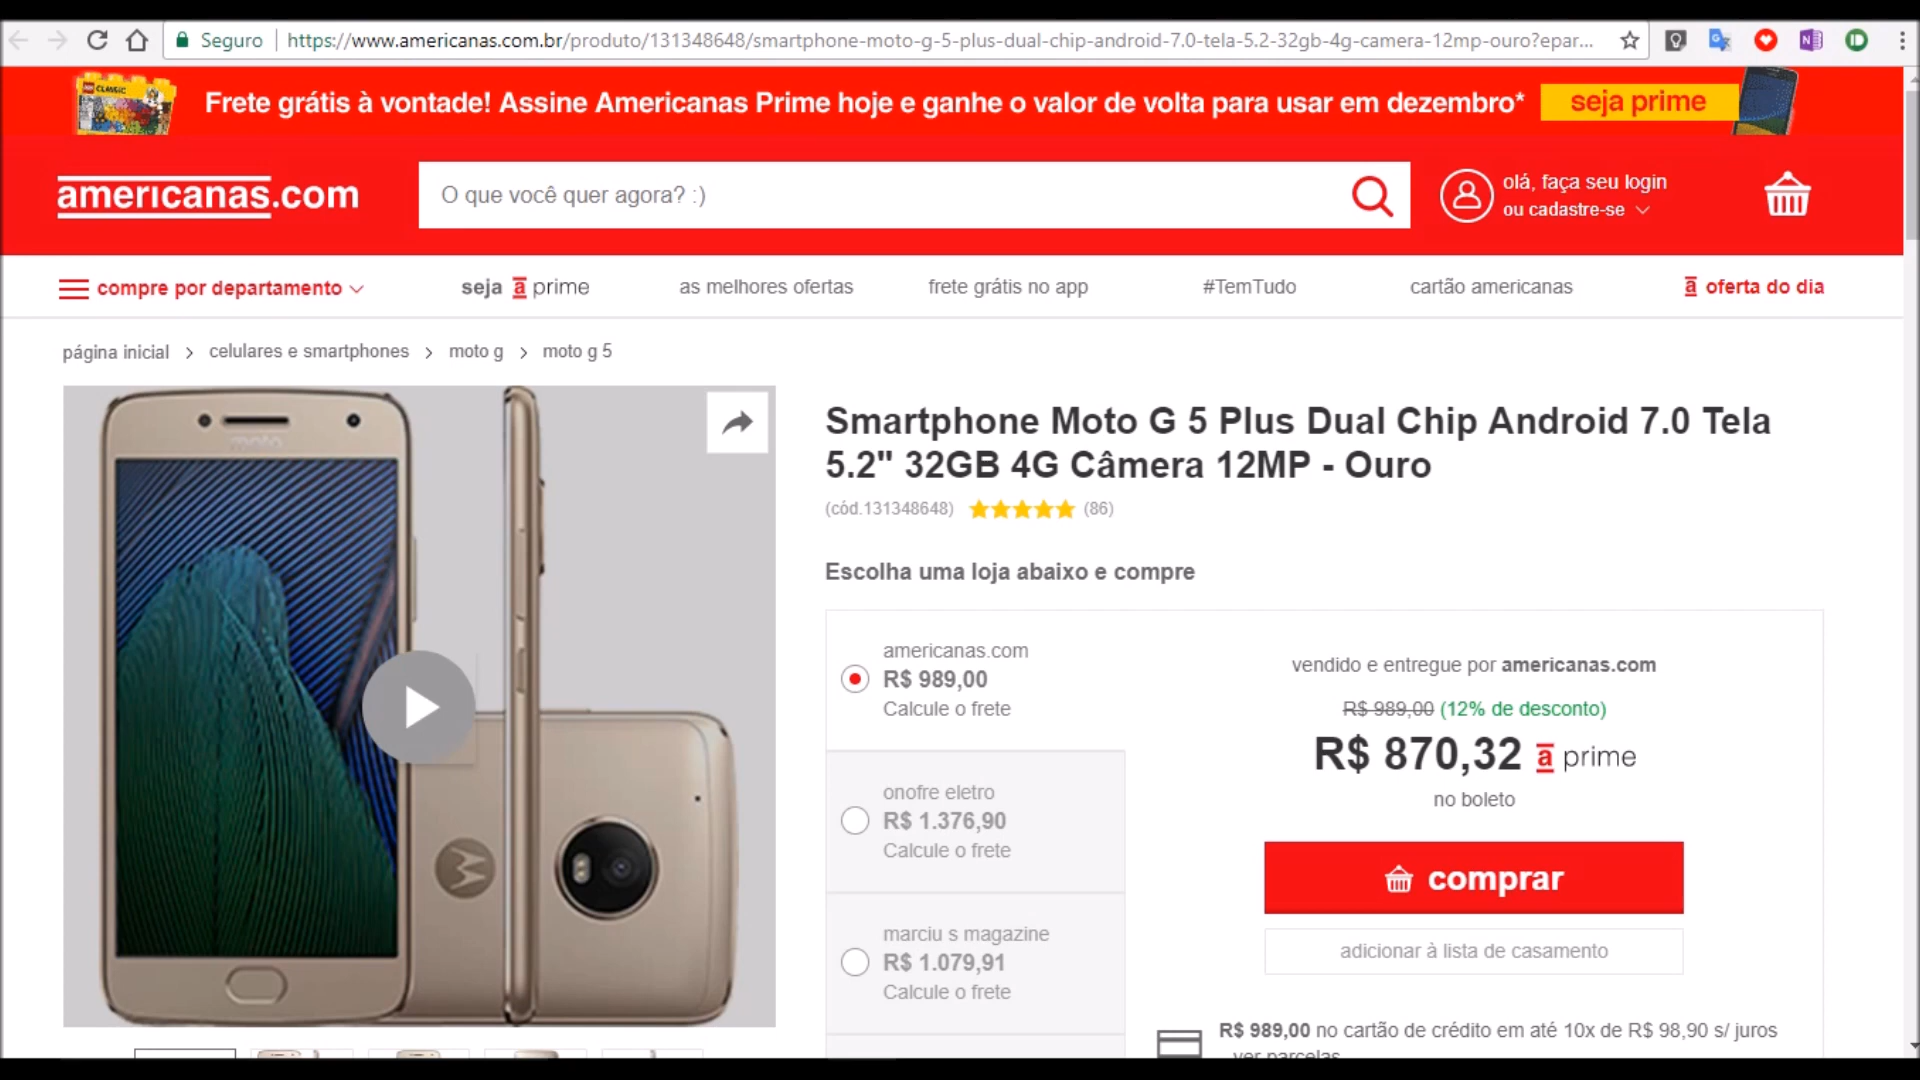 Seguro
https://www.americanas.com.br/produto/131348648/smartphone-moto-g-5-plus-dual-chip-android-7.0-tela-5.2-32gb-4g-camera-12mp-ouro?epar...
CLASSIC
Frete grátis à vontade! Assine Americanas Prime hoje e ganhe o valor de volta para usar em dezembro*
seja prime
americanas.com
O que você quer agora? :)
olá, faça seu login
ou cadastre-se
compre por departamento
seja a prime
as melhores ofertas
frete grátis no app
#TemTudo
cartão americanas
a oferta do dia
página inicial > celulares e smartphones > moto g > moto g 5
moto
Smartphone Moto G 5 Plus Dual Chip Android 7.0 Tela
5.2" 32GB 4G Câmera 12MP - Ouro
(cód.131348648)
(86)
Escolha uma loja abaixo e compre
americanas.com
R$ 989,00
Calcule o frete
onofre eletro
R$ 1.376,90
Calcule o frete
marciu s magazine
R$ 1.079,91
Calcule o frete
vendido e entregue por americanas.com
R$ 989,00 (12% de desconto)
R$ 870,32 a prime
no boleto
comprar
adicionar à lista de casamento
R$ 989,00 no cartão de crédito em até 10x de R$ 98,90 s/ juros
ver parcelas